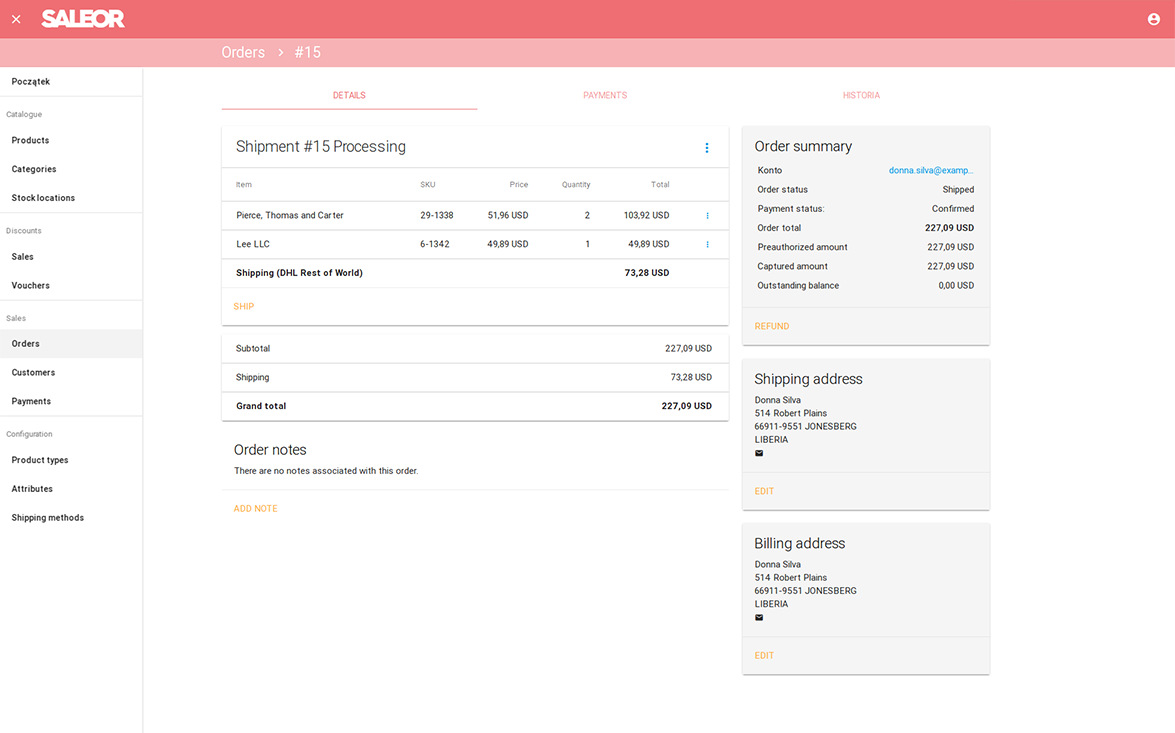 SALEOR
Orders > #15
Początek
Catalogue
Products
Categories
Stock locations
Discounts
Sales
Vouchers
Sales
Orders
Customers
Payments
Configuration
Product types
Attributes
Shipping methods
DETAILS PAYMENTS HISTORIA
Shipment #15 Processing
Item SKU Price Quantity Total
Pierce, Thomas and Carter 29-1338 51,96 USD 2 103,92 USD
Lee LLC 6-1342 49,89 USD 1 49,89 USD
Shipping (DHL Rest of World) 73,28 USD
SHIP
Subtotal 227,09 USD
Shipping 73,28 USD
Grand total 227,09 USD
Order notes
There are no notes associated with this order.
ADD NOTE
Order summary
Konto donna.silva@examp...
Order status Shipped
Payment status: Confirmed
Order total 227,09 USD
Preauthorized amount 227,09 USD
Captured amount 227,09 USD
Outstanding balance 0,00 USD
REFUND
Shipping address
Donna Silva
514 Robert Plains
66911-9551 JONESBERG
LIBERIA
EDIT
Billing address
Donna Silva
514 Robert Plains
66911-9551 JONESBERG
LIBERIA
EDIT